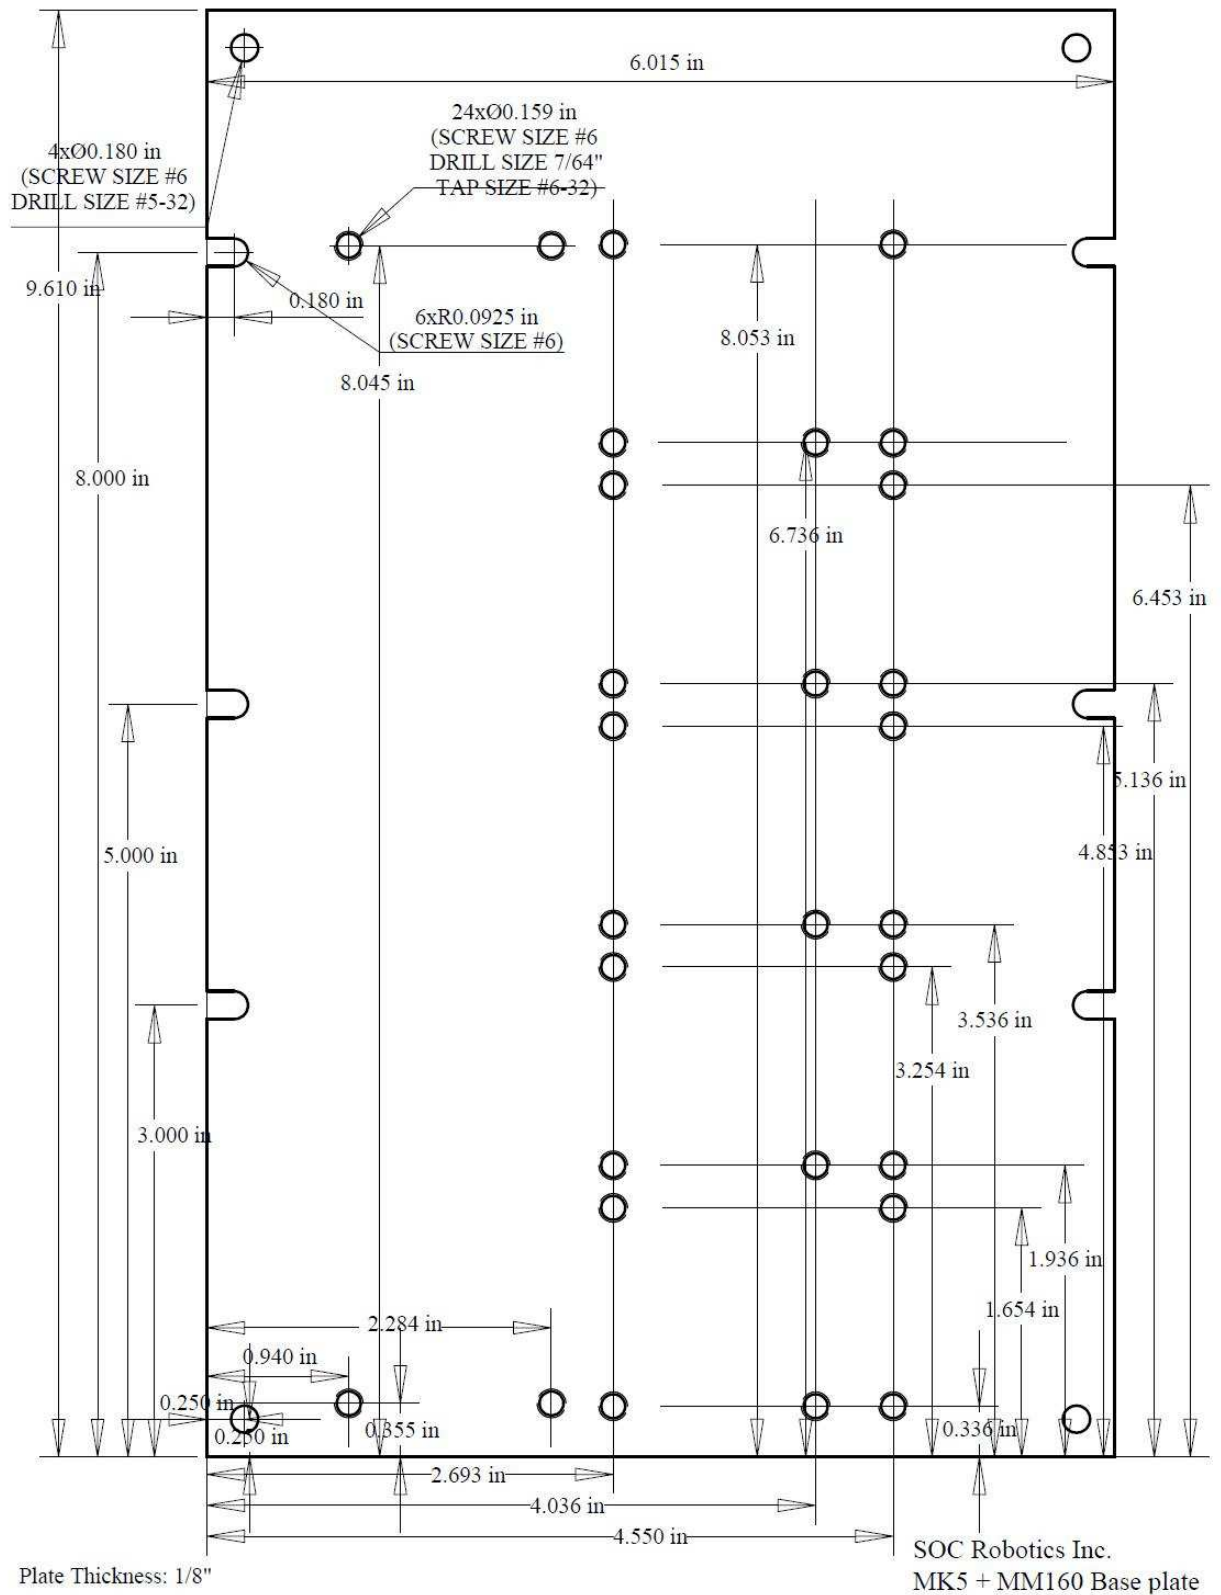 6.015 in
24xØ0.159 in
(SCREW SIZE #6
DRILL SIZE 7/64"
TAP SIZE #6-32)
4xØ0.180 in
(SCREW SIZE #6
DRILL SIZE #5-32)
9.610 in
0.180 in
6xR0.0925 in
(SCREW SIZE #6)
8.053 in
8.045 in
8.000 in
6.736 in
6.453 in
5.136 in
4.853 in
5.000 in
3.536 in
3.254 in
3.000 in
1.936 in
1.654 in
2.284 in
0.940 in
0.250 in
0.250 in
0.355 in
0.336 in
2.693 in
4.036 in
4.550 in
SOC Robotics Inc.
MK5 + MM160 Base plate
Plate Thickness: 1/8"